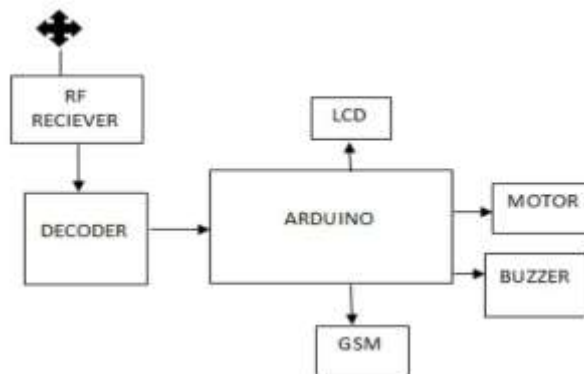 RF
RECIEVER
LCD
DECODER
ARDUINO
MOTOR
BUZZER
GSM